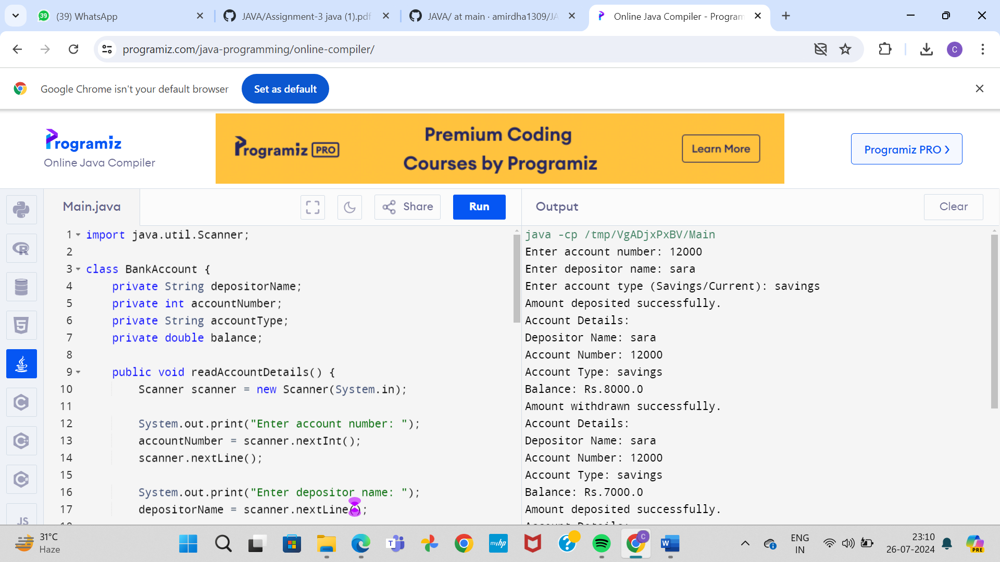 39
(39) WhatsApp
JAVA/Assignment-3 java (1).pdf
JAVA/ at main · amirdha1309/JA
Online Java Compiler - Program
programiz.com/java-programming/online-compiler/
C
Google Chrome isn't your default browser
Set as default
Programiz
Online Java Compiler
Programiz PRO
Premium Coding
Courses by Programiz
Learn More
Programiz PRO
Main.java
Share
Run
Output
Clear
1 import java.util.Scanner;
2
3 class BankAccount {
4 private String depositorName;
5 private int accountNumber;
6 private String accountType;
7 private double balance;
8
9 public void readAccountDetails() {
10 Scanner scanner = new Scanner(System.in);
11
12 System.out.print("Enter account number: ");
13 accountNumber = scanner.nextInt();
14 scanner.nextLine();
15
16 System.out.print("Enter depositor name: ");
17 depositorName = scanner.nextLine();
java -cp /tmp/VgADjxPxBV/Main
Enter account number: 12000
Enter depositor name: sara
Enter account type (Savings/Current): savings
Amount deposited successfully.
Account Details:
Depositor Name: sara
Account Number: 12000
Account Type: savings
Balance: Rs.8000.0
Amount withdrawn successfully.
Account Details:
Depositor Name: sara
Account Number: 12000
Account Type: savings
Balance: Rs.7000.0
Amount deposited successfully.
JS
31°C
Haze
ENG
IN
23:10
26-07-2024
PRE